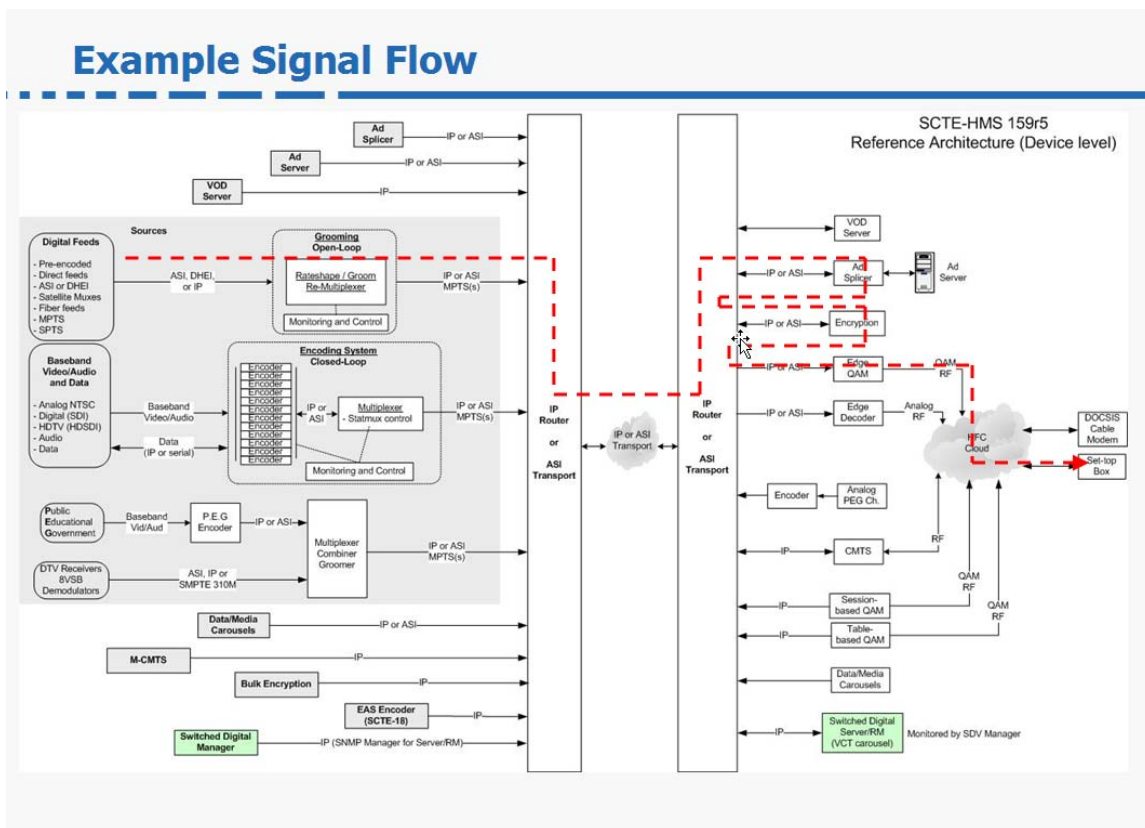 Example Signal Flow
SCTE-HMS 159r5
Reference Architecture (Device level)
Ad
Splicer
IP or ASI
Ad
Server
IP or ASI
VOD
Server
IP
Sources
Digital Feeds
- Pre-encoded
- Direct feeds
- ASI or DHEI
- Satellite Muxes
- Fiber feeds
- MPTS
- SPTS
ASI, DHEI,
or IP
Grooming
Open-Loop
Rateshape / Groom
Re-Multiplexer
Monitoring and Control
IP or ASI
MPTS(s)
Baseband
Video/Audio
and Data
- Analog NTSC
- Digital (SDI)
- HDTV (HDSDI)
- Audio
- Data
Baseband
Video/Audio
Data
(IP or serial)
Encoding System
Closed-Loop
Encoder
Encoder
Encoder
Encoder
Encoder
Encoder
Encoder
Encoder
Encoder
Encoder
Encoder
IP or
ASI
Multiplexer
- Statmux control
Monitoring and Control
IP or ASI
MPTS(s)
Public
Educational
Government
Baseband
Vid/Aud
P.E.G
Encoder
IP or ASI
DTV Receivers
8VSB
Demodulators
ASI, IP or
SMPTE 310M
Multiplexer
Combiner
Groomer
IP or ASI
MPTS(s)
Data/Media
Carousels
IP or ASI
M-CMTS
IP
Bulk Encryption
IP
EAS Encoder
(SCTE-18)
IP
Switched Digital
Manager
IP (SNMP Manager for Server/RM)
IP
Router
or
ASI
Transport
IP or ASI
Transport
IP
Router
or
ASI
Transport
VOD
Server
IP or ASI
Ad
Splicer
Ad
Server
IP or ASI
Encryption
IP or ASI
Edge
QAM
QAM
RF
IP or ASI
Edge
Decoder
Analog
RF
HFC
Cloud
DOCSIS
Cable
Modem
Set-top
Box
Encoder
Analog
PEG Ch.
IP
CMTS
RF
IP
Session-
based QAM
QAM
RF
IP
Table-
based QAM
QAM
RF
Data/Media
Carousels
IP
Switched Digital
Server/RM
(VCT carousel)
Monitored by SDV Manager